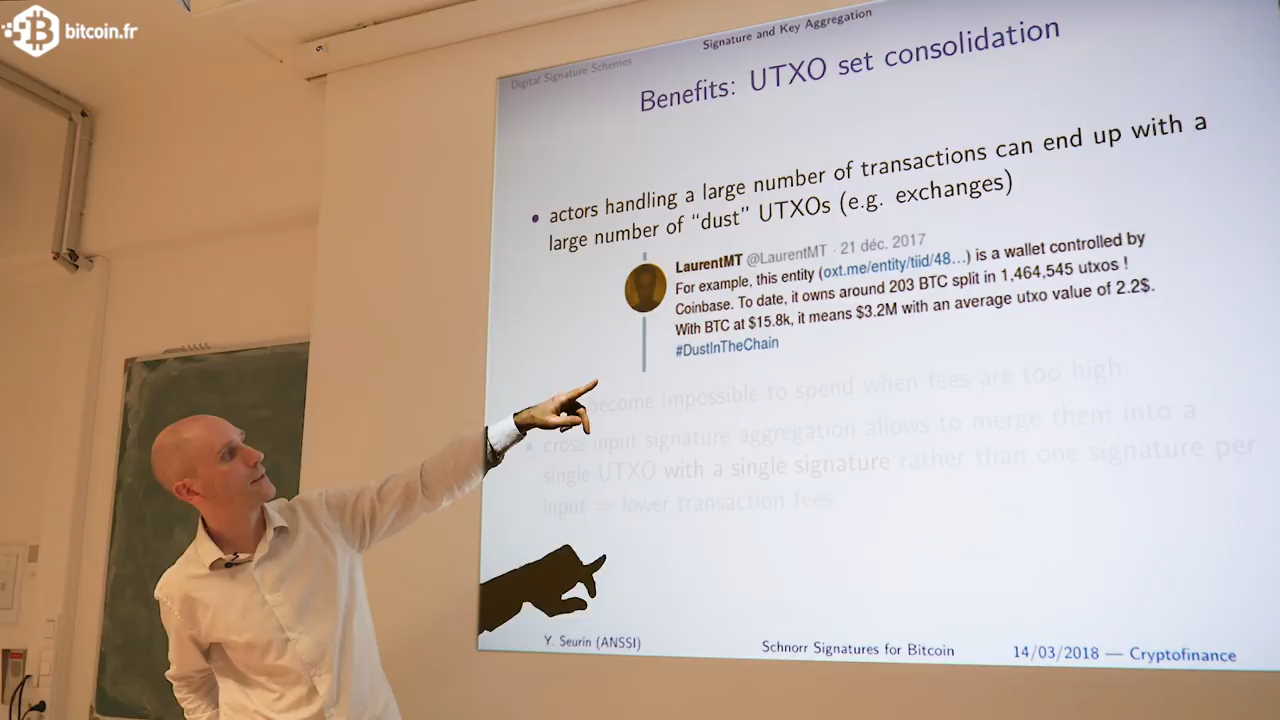 bitcoin.fr
Signature and Key Aggregation
Digital Signature Schemes
Benefits: UTXO set consolidation
• actors handling a large number of transactions can end up with a
large number of “dust” UTXOs (e.g. exchanges)
LaurentMT @LaurentMT · 21 déc. 2017
For example, this entity (oxt.me/entity/tiid/48…) is a wallet controlled by
Coinbase. To date, it owns around 203 BTC split in 1,464,545 utxos !
With BTC at $15.8k, it means $3.2M with an average utxo value of 2.2$.
#DustInTheChain
become impossible to spend when fees are too high
• cross input signature aggregation allows to merge them into a
single UTXO with a single signature rather than one signature per
input = lower transaction fees
Y. Seurin (ANSSI)
Schnorr Signatures for Bitcoin
14/03/2018 — Cryptofinance